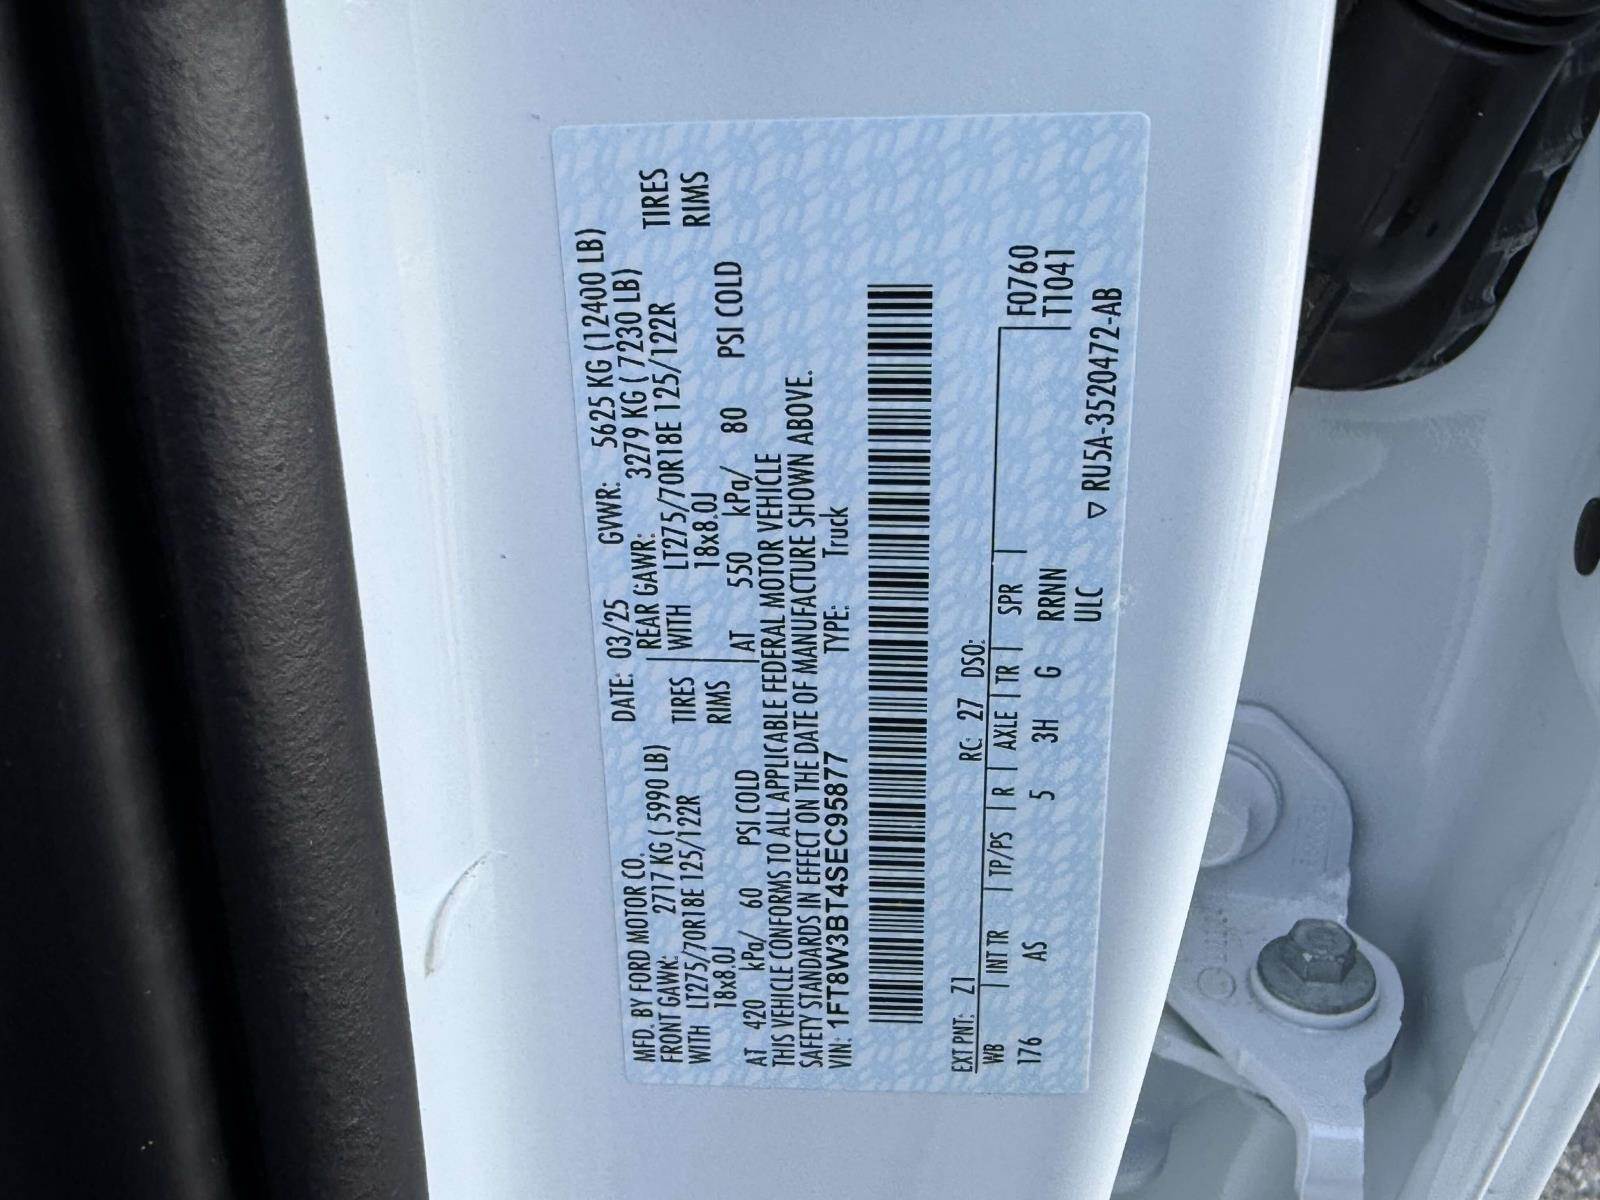 MFD. BY FORD MOTOR CO.
DATE: 03/25 GVWR: 5625 KG (12400 LB)
FRONT GAWR: 2717 KG ( 5990 LB)
REAR GAWR: 3279 KG ( 7230 LB)
WITH LT275/70R18E 125/122R TIRES
WITH LT275/70R18E 125/122R TIRES
18x8.0J RIMS
18x8.0J RIMS
AT 420 kPa/ 60 PSI COLD
AT 550 kPa/ 80 PSI COLD
THIS VEHICLE CONFORMS TO ALL APPLICABLE FEDERAL MOTOR VEHICLE
SAFETY STANDARDS IN EFFECT ON THE DATE OF MANUFACTURE SHOWN ABOVE.
VIN: 1FT8W3BT4SEC95877 TYPE: Truck
EXT PNT: Z1 RC: 27 DSO:
WB | INT TR | TP/PS | R | AXLE | TR | SPR | F0760
176 AS 5 3H G RRNN T1041
ULC ▽ RU5A-3520472-AB